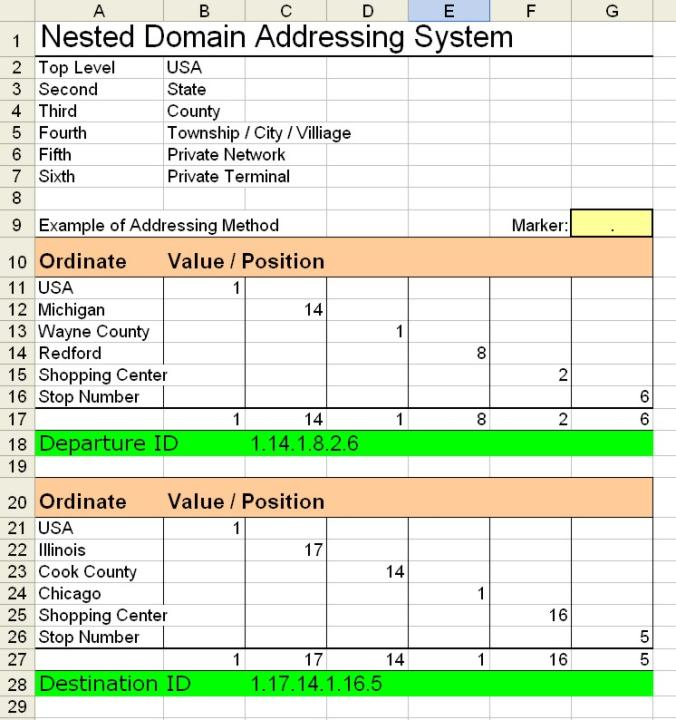 A B C D E F G
1 Nested Domain Addressing System
2 Top Level USA
3 Second State
4 Third County
5 Fourth Township / City / Villiage
6 Fifth Private Network
7 Sixth Private Terminal
8
9 Example of Addressing Method Marker: .
10 Ordinate Value / Position
11 USA 1
12 Michigan 14
13 Wayne County 1
14 Redford 8
15 Shopping Center 2
16 Stop Number 6
17 1 14 1 8 2 6
18 Departure ID 1.14.1.8.2.6
19
20 Ordinate Value / Position
21 USA 1
22 Illinois 17
23 Cook County 14
24 Chicago 1
25 Shopping Center 16
26 Stop Number 5
27 1 17 14 1 16 5
28 Destination ID 1.17.14.1.16.5
29